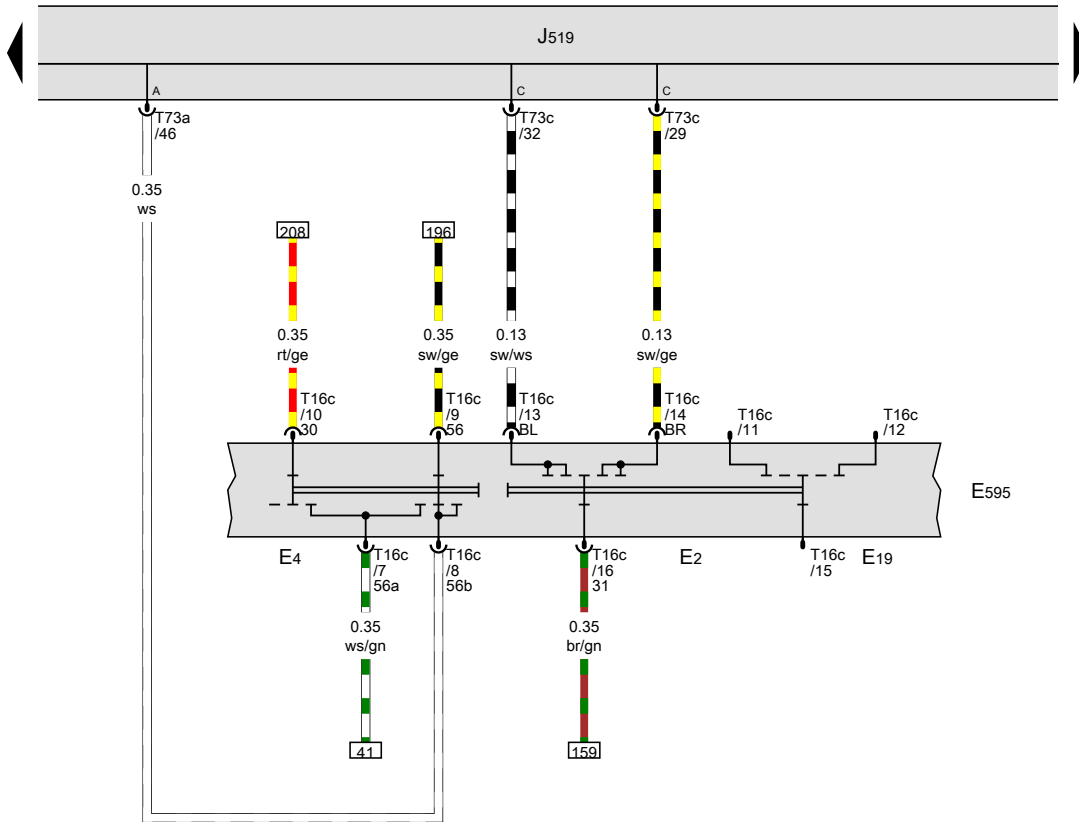 J519
A
C
C
T73a
/46
T73c
/32
T73c
/29
0.35
ws
208
196
0.35
rt/ge
0.35
sw/ge
0.13
sw/ws
0.13
sw/ge
T16c
/10
30
T16c
/9
56
T16c
/13
BL
T16c
/14
BR
T16c
/11
T16c
/12
E595
E4
T16c
/7
56a
T16c
/8
56b
T16c
/16
31
E2
T16c
/15
E19
0.35
ws/gn
0.35
br/gn
41
159